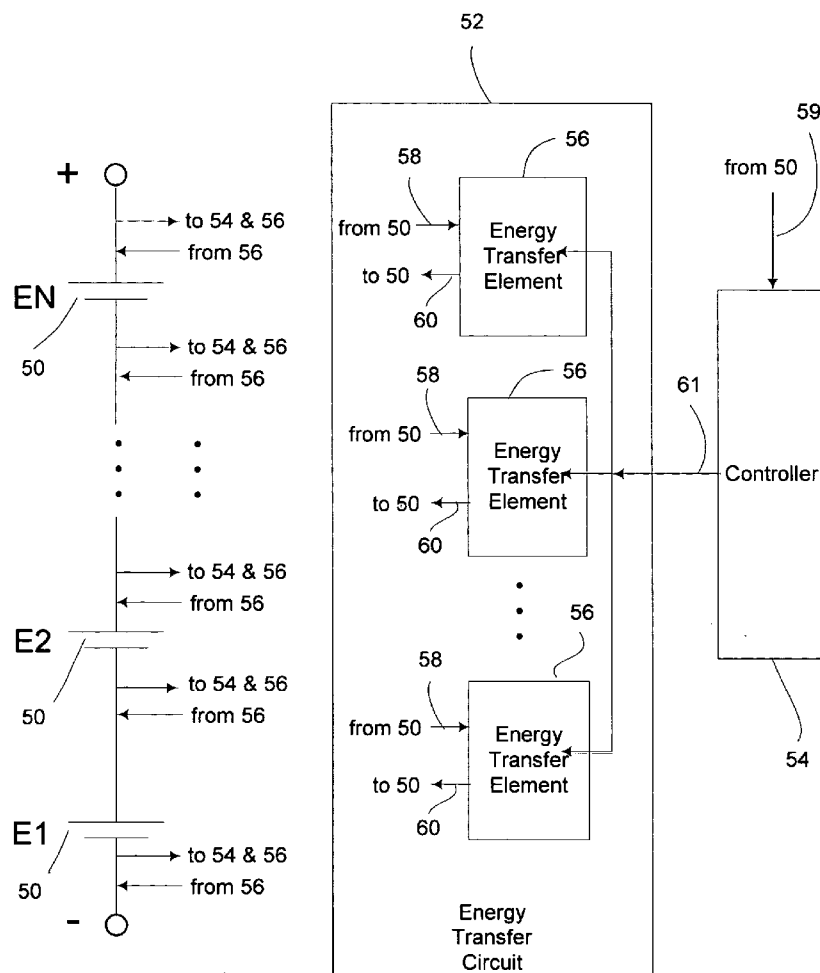 +
to 54 & 56
from 56
EN
50
to 54 & 56
from 56
to 54 & 56
from 56
E2
50
to 54 & 56
from 56
E1
50
to 54 & 56
from 56
-
52
56
58
from 50
Energy
Transfer
Element
to 50
60
56
58
from 50
Energy
Transfer
Element
to 50
60
56
58
from 50
Energy
Transfer
Element
to 50
60
Energy
Transfer
Circuit
59
from 50
61
Controller
54